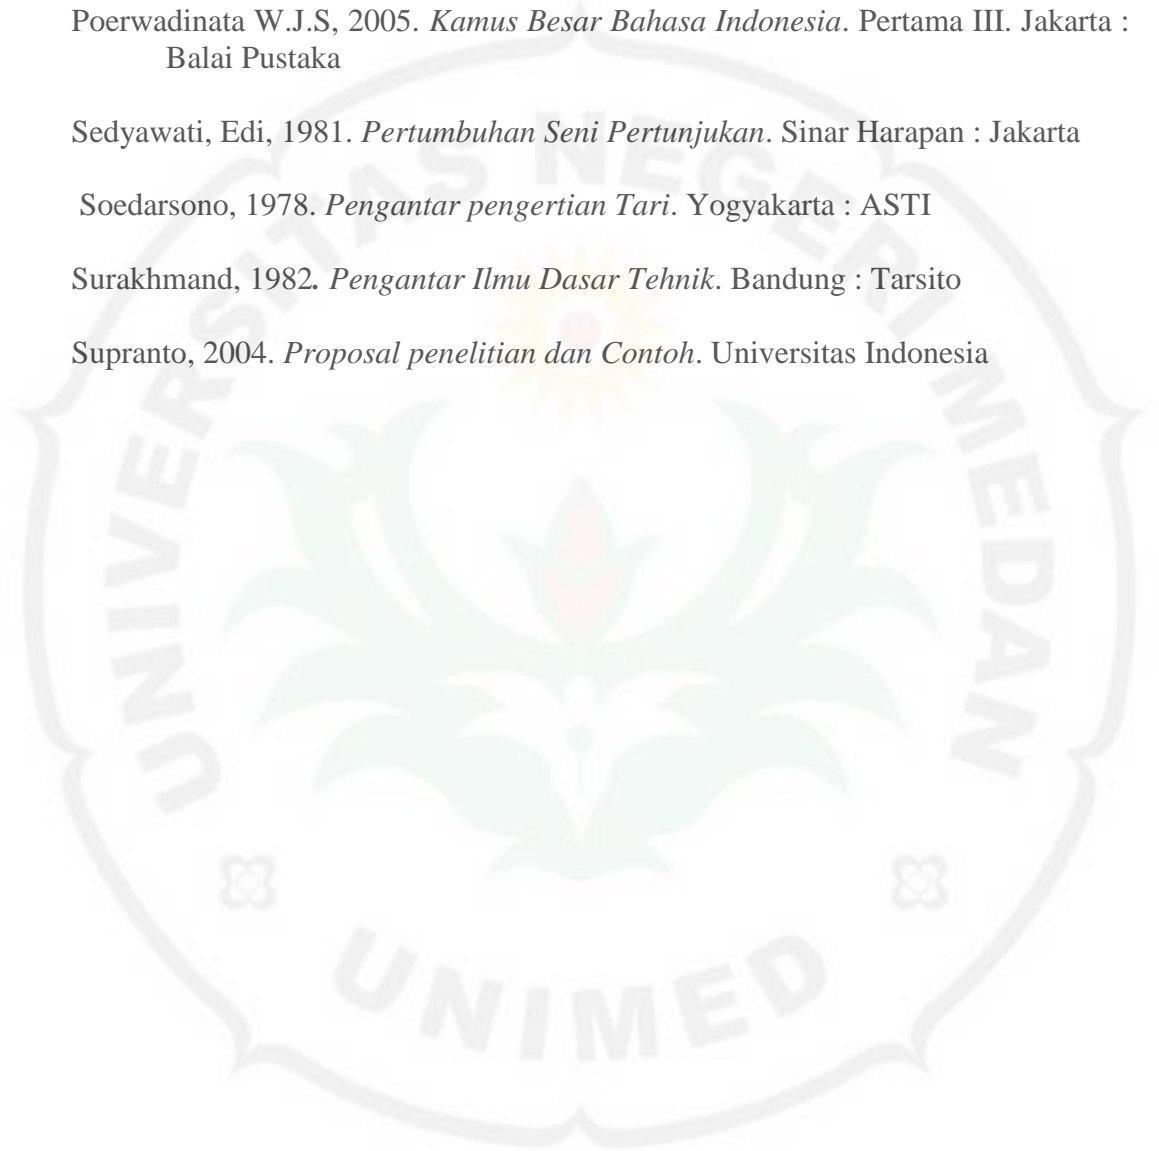 Poerwadinata W.J.S, 2005. Kamus Besar Bahasa Indonesia. Pertama III. Jakarta :
Balai Pustaka
Sedyawati, Edi, 1981. Pertumbuhan Seni Pertunjukan. Sinar Harapan : Jakarta
Soedarsono, 1978. Pengantar pengertian Tari. Yogyakarta : ASTI
Surakhmand, 1982. Pengantar Ilmu Dasar Tehnik. Bandung : Tarsito
Supranto, 2004. Proposal penelitian dan Contoh. Universitas Indonesia
UNIVERSITAS NEGERI MEDAN
UNIMED